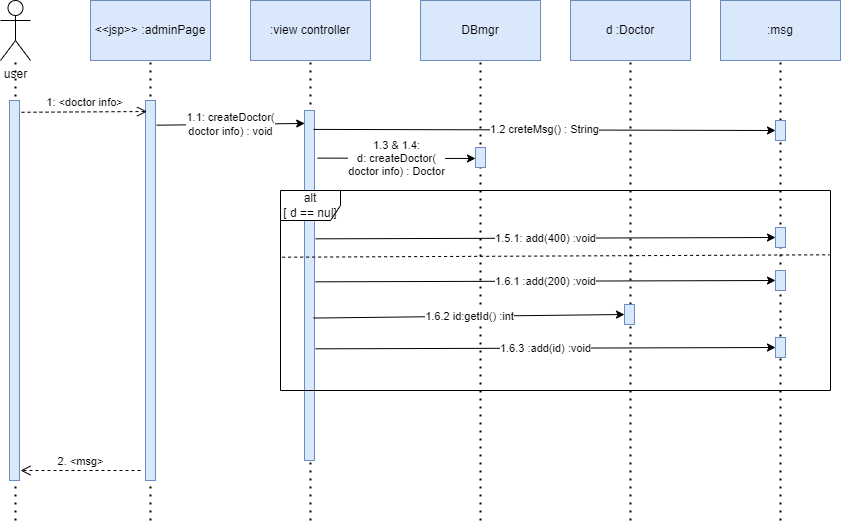 <<jsp>> :adminPage
:view controller
DBmgr
d :Doctor
:msg
user
1: <doctor info>
1.1: createDoctor(
doctor info) : void
1.2 creteMsg() : String
1.3 & 1.4:
d: createDoctor(
doctor info) : Doctor
alt
[ d == null]
1.5.1: add(400) :void
1.6.1 :add(200) :void
1.6.2 id:getId() :int
1.6.3 :add(id) :void
2. <msg>